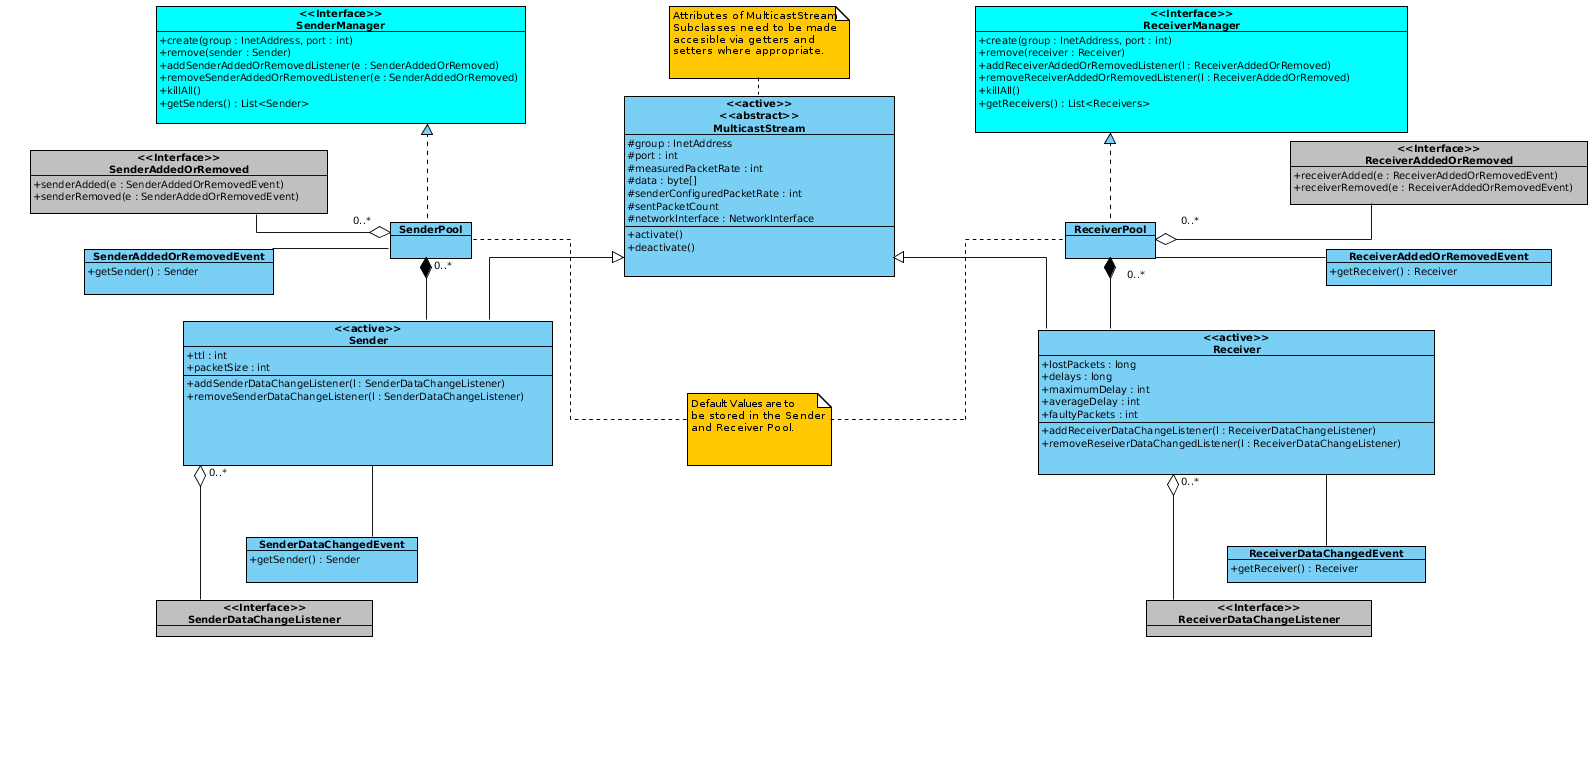 <<Interface>>
SenderManager
+create(group : InetAddress, port : int)
+remove(sender : Sender)
+addSenderAddedOrRemovedListener(e : SenderAddedOrRemoved)
+removeSenderAddedOrRemovedListener(e : SenderAddedOrRemoved)
+killAll()
+getSenders() : List<Sender>
Attributes of MulticastStream
Subclasses need to be made
accesible via getters and
setters where appropriate.
<<Interface>>
ReceiverManager
+create(group : InetAddress, port : int)
+remove(receiver : Receiver)
+addReceiverAddedOrRemovedListener(l : ReceiverAddedOrRemoved)
+removeReceiverAddedOrRemovedListener(l : ReceiverAddedOrRemoved)
+killAll()
+getReceivers() : List<Receivers>
<<active>>
<<abstract>>
MulticastStream
#group : InetAddress
#port : int
#measuredPacketRate : int
#data : byte[]
#senderConfiguredPacketRate : int
#sentPacketCount
#networkInterface : NetworkInterface
+activate()
+deactivate()
<<Interface>>
SenderAddedOrRemoved
+senderAdded(e : SenderAddedOrRemovedEvent)
+senderRemoved(e : SenderAddedOrRemovedEvent)
<<Interface>>
ReceiverAddedOrRemoved
+receiverAdded(e : ReceiverAddedOrRemovedEvent)
+receiverRemoved(e : ReceiverAddedOrRemovedEvent)
0..*
SenderPool
0..*
0..*
ReceiverPool
0..*
SenderAddedOrRemovedEvent
+getSender() : Sender
ReceiverAddedOrRemovedEvent
+getReceiver() : Receiver
<<active>>
Sender
+ttl : int
+packetSize : int
+addSenderDataChangeListener(l : SenderDataChangeListener)
+removeSenderDataChangeListener(l : SenderDataChangeListener)
<<active>>
Receiver
+lostPackets : long
+delays : long
+maximumDelay : int
+averageDelay : int
+faultyPackets : int
+addReceiverDataChangeListener(l : ReceiverDataChangeListener)
+removeReseiverDataChangedListener(l : ReceiverDataChangeListener)
Default Values are to
be stored in the Sender
and Receiver Pool.
0..*
0..*
SenderDataChangedEvent
+getSender() : Sender
ReceiverDataChangedEvent
+getReceiver() : Receiver
<<Interface>>
SenderDataChangeListener
<<Interface>>
ReceiverDataChangeListener